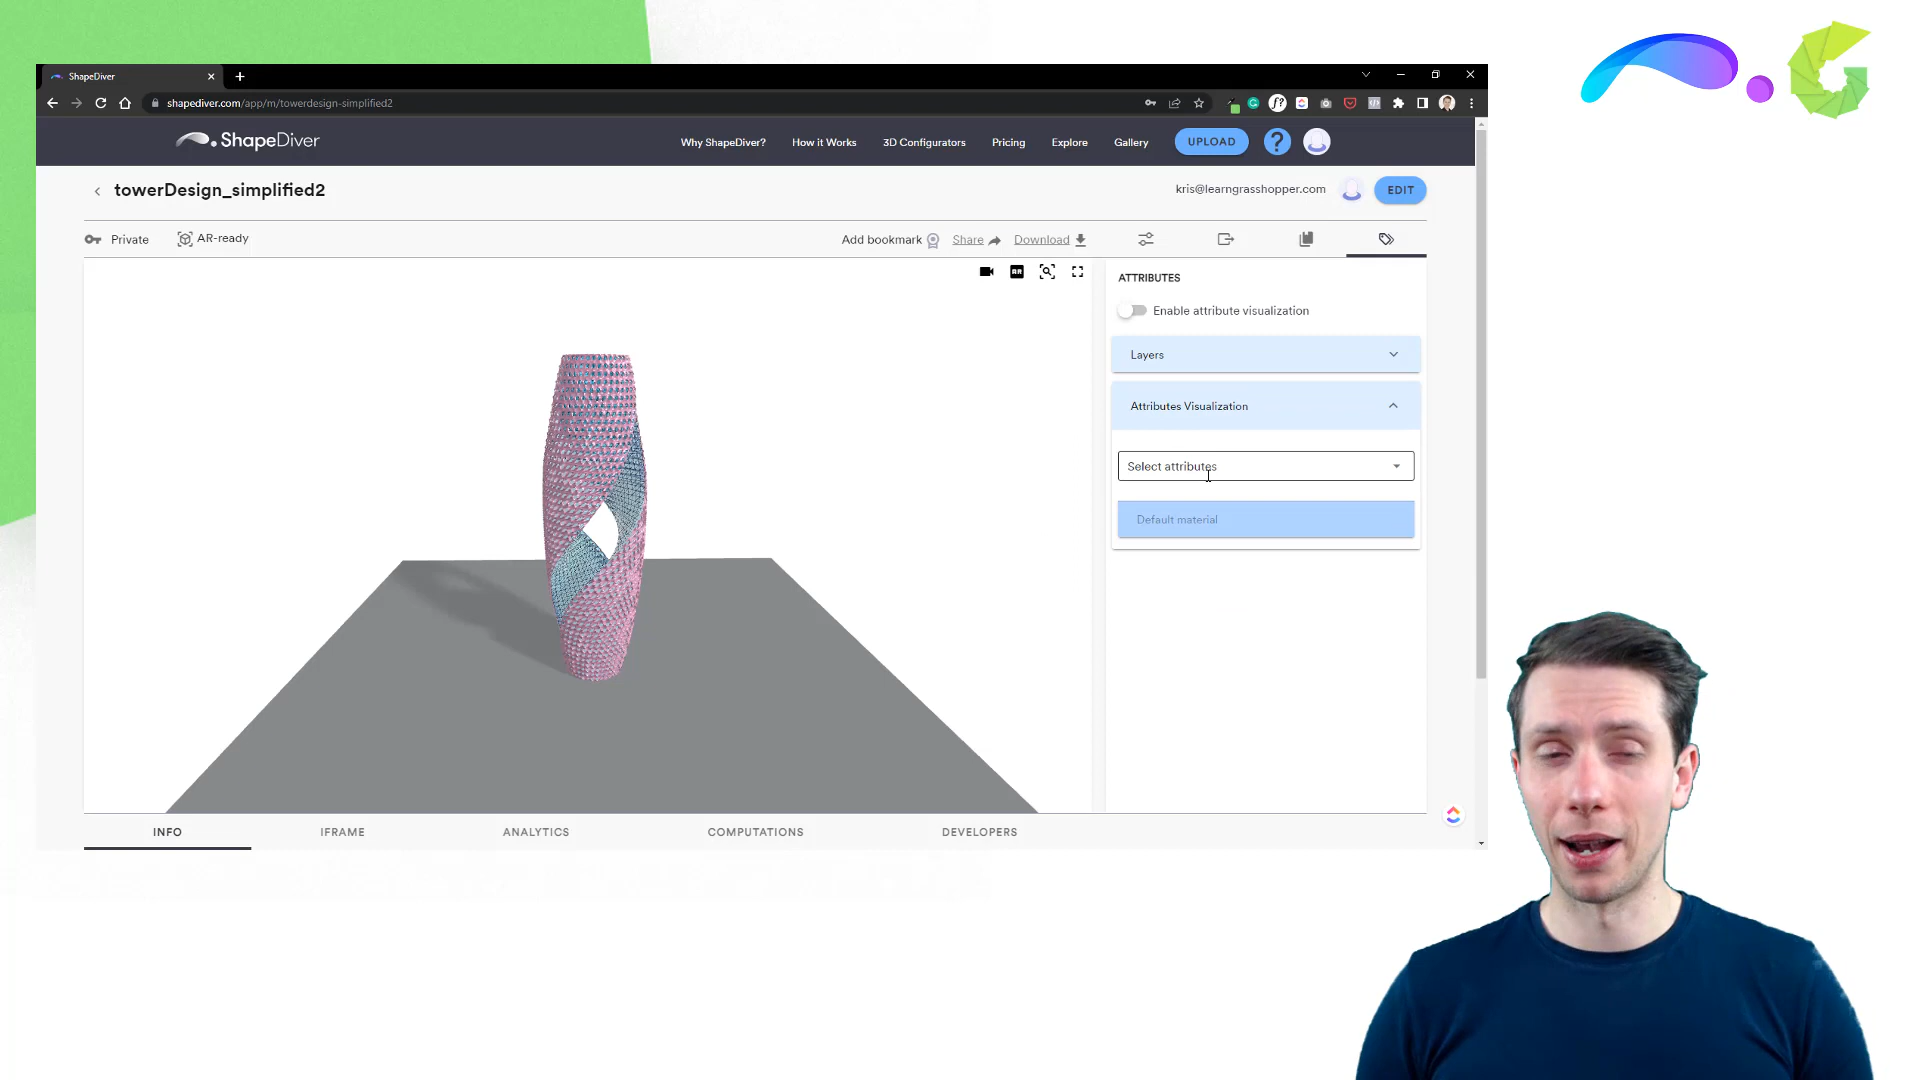 ShapeDiver
shapediver.com/app/m/towerdesign-simplified2
ShapeDiver
Why ShapeDiver?
How it Works
3D Configurators
Pricing
Explore
Gallery
UPLOAD
?
towerDesign_simplified2
kris@learngrasshopper.com
EDIT
Private
AR-ready
Add bookmark
Share
Download
AR
ATTRIBUTES
Enable attribute visualization
Layers
Attributes Visualization
Select attributes
Default material
INFO
IFRAME
ANALYTICS
COMPUTATIONS
DEVELOPERS